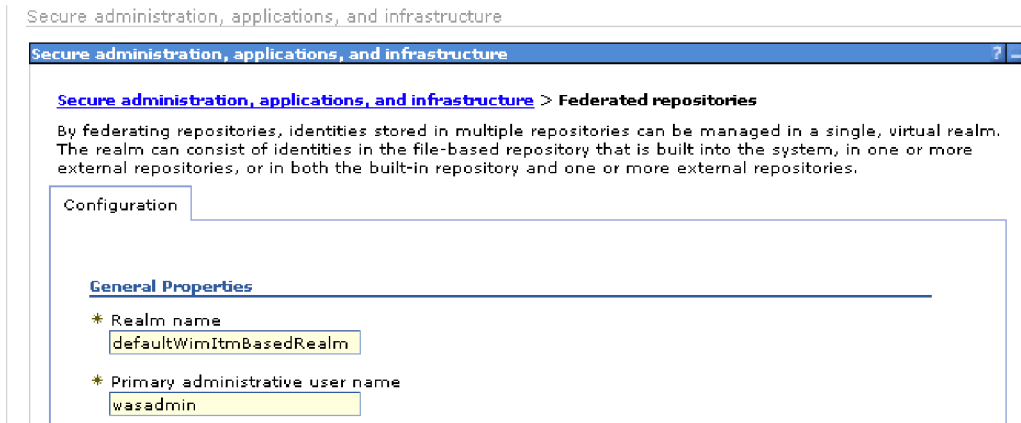 Secure administration, applications, and infrastructure
Secure administration, applications, and infrastructure ?
Secure administration, applications, and infrastructure > Federated repositories
By federating repositories, identities stored in multiple repositories can be managed in a single, virtual realm.
The realm can consist of identities in the file-based repository that is built into the system, in one or more
external repositories, or in both the built-in repository and one or more external repositories.
Configuration
General Properties
* Realm name
defaultWimItmBasedRealm
* Primary administrative user name
wasadmin